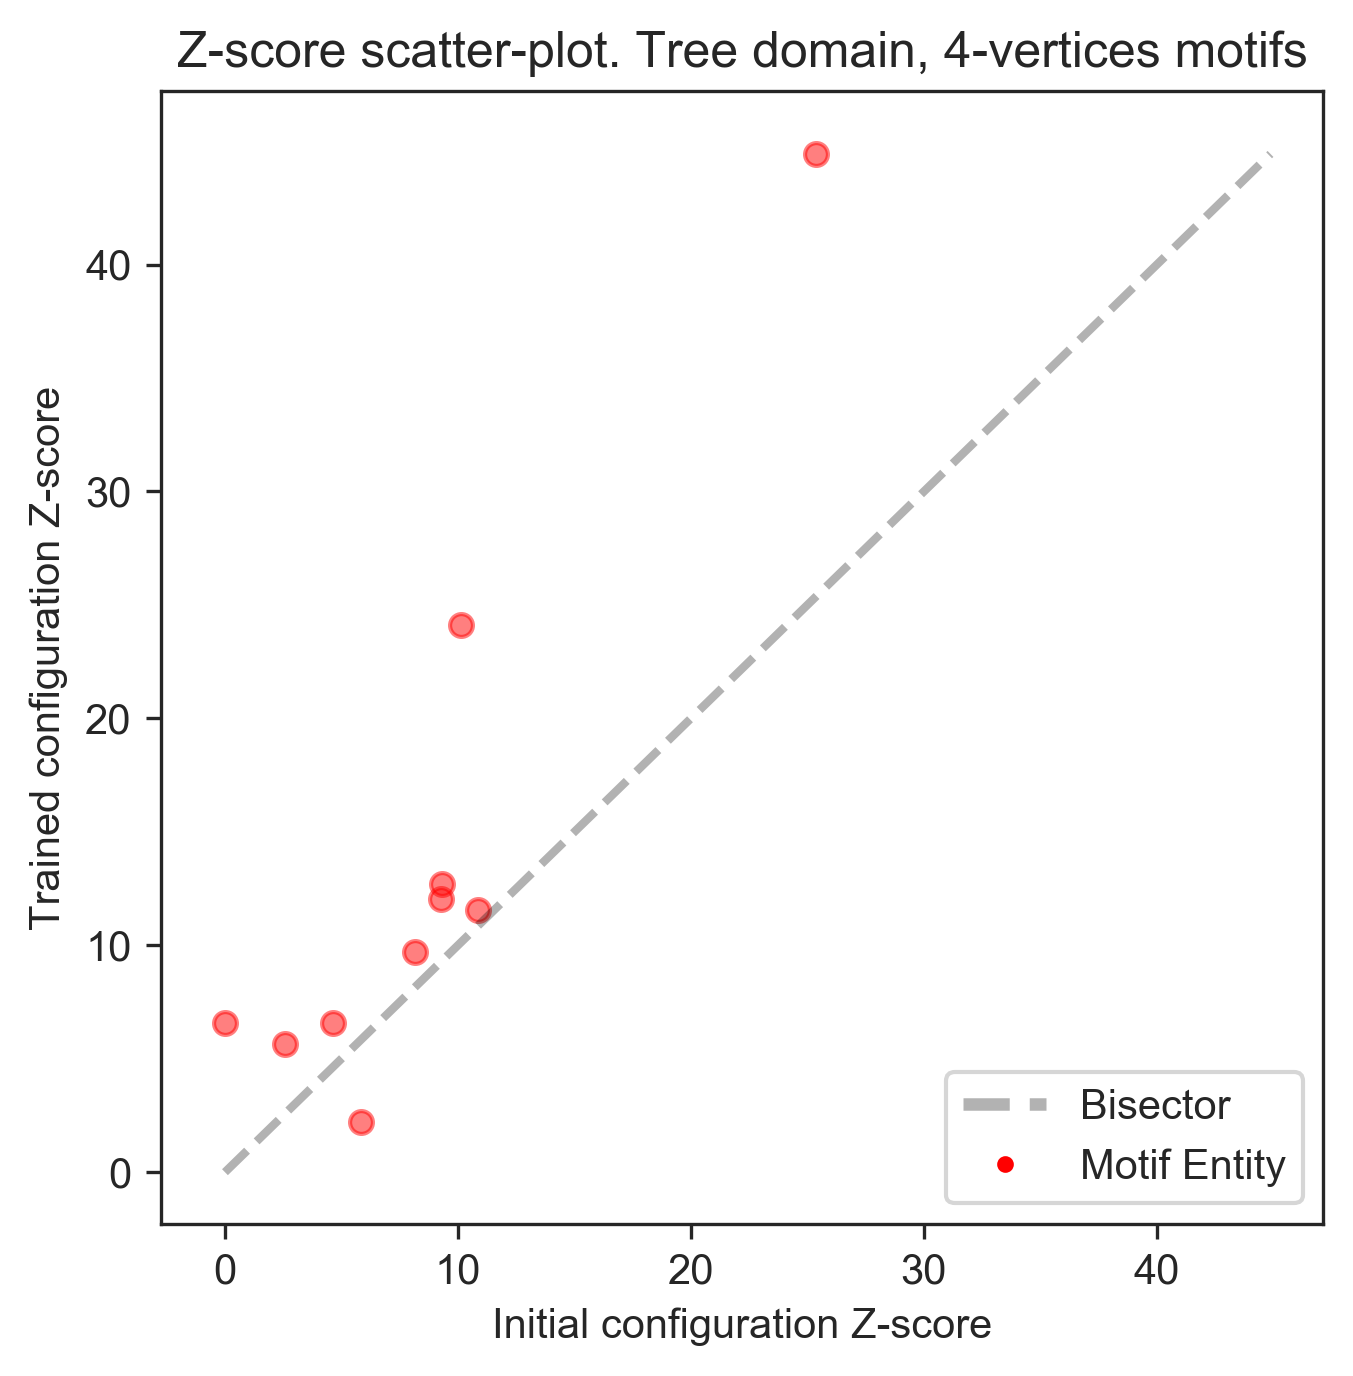 Z-score scatter-plot. Tree domain, 4-vertices motifs
Trained configuration Z-score
40
30
20
10
0
0 10 20 30 40
Initial configuration Z-score
Bisector
Motif Entity